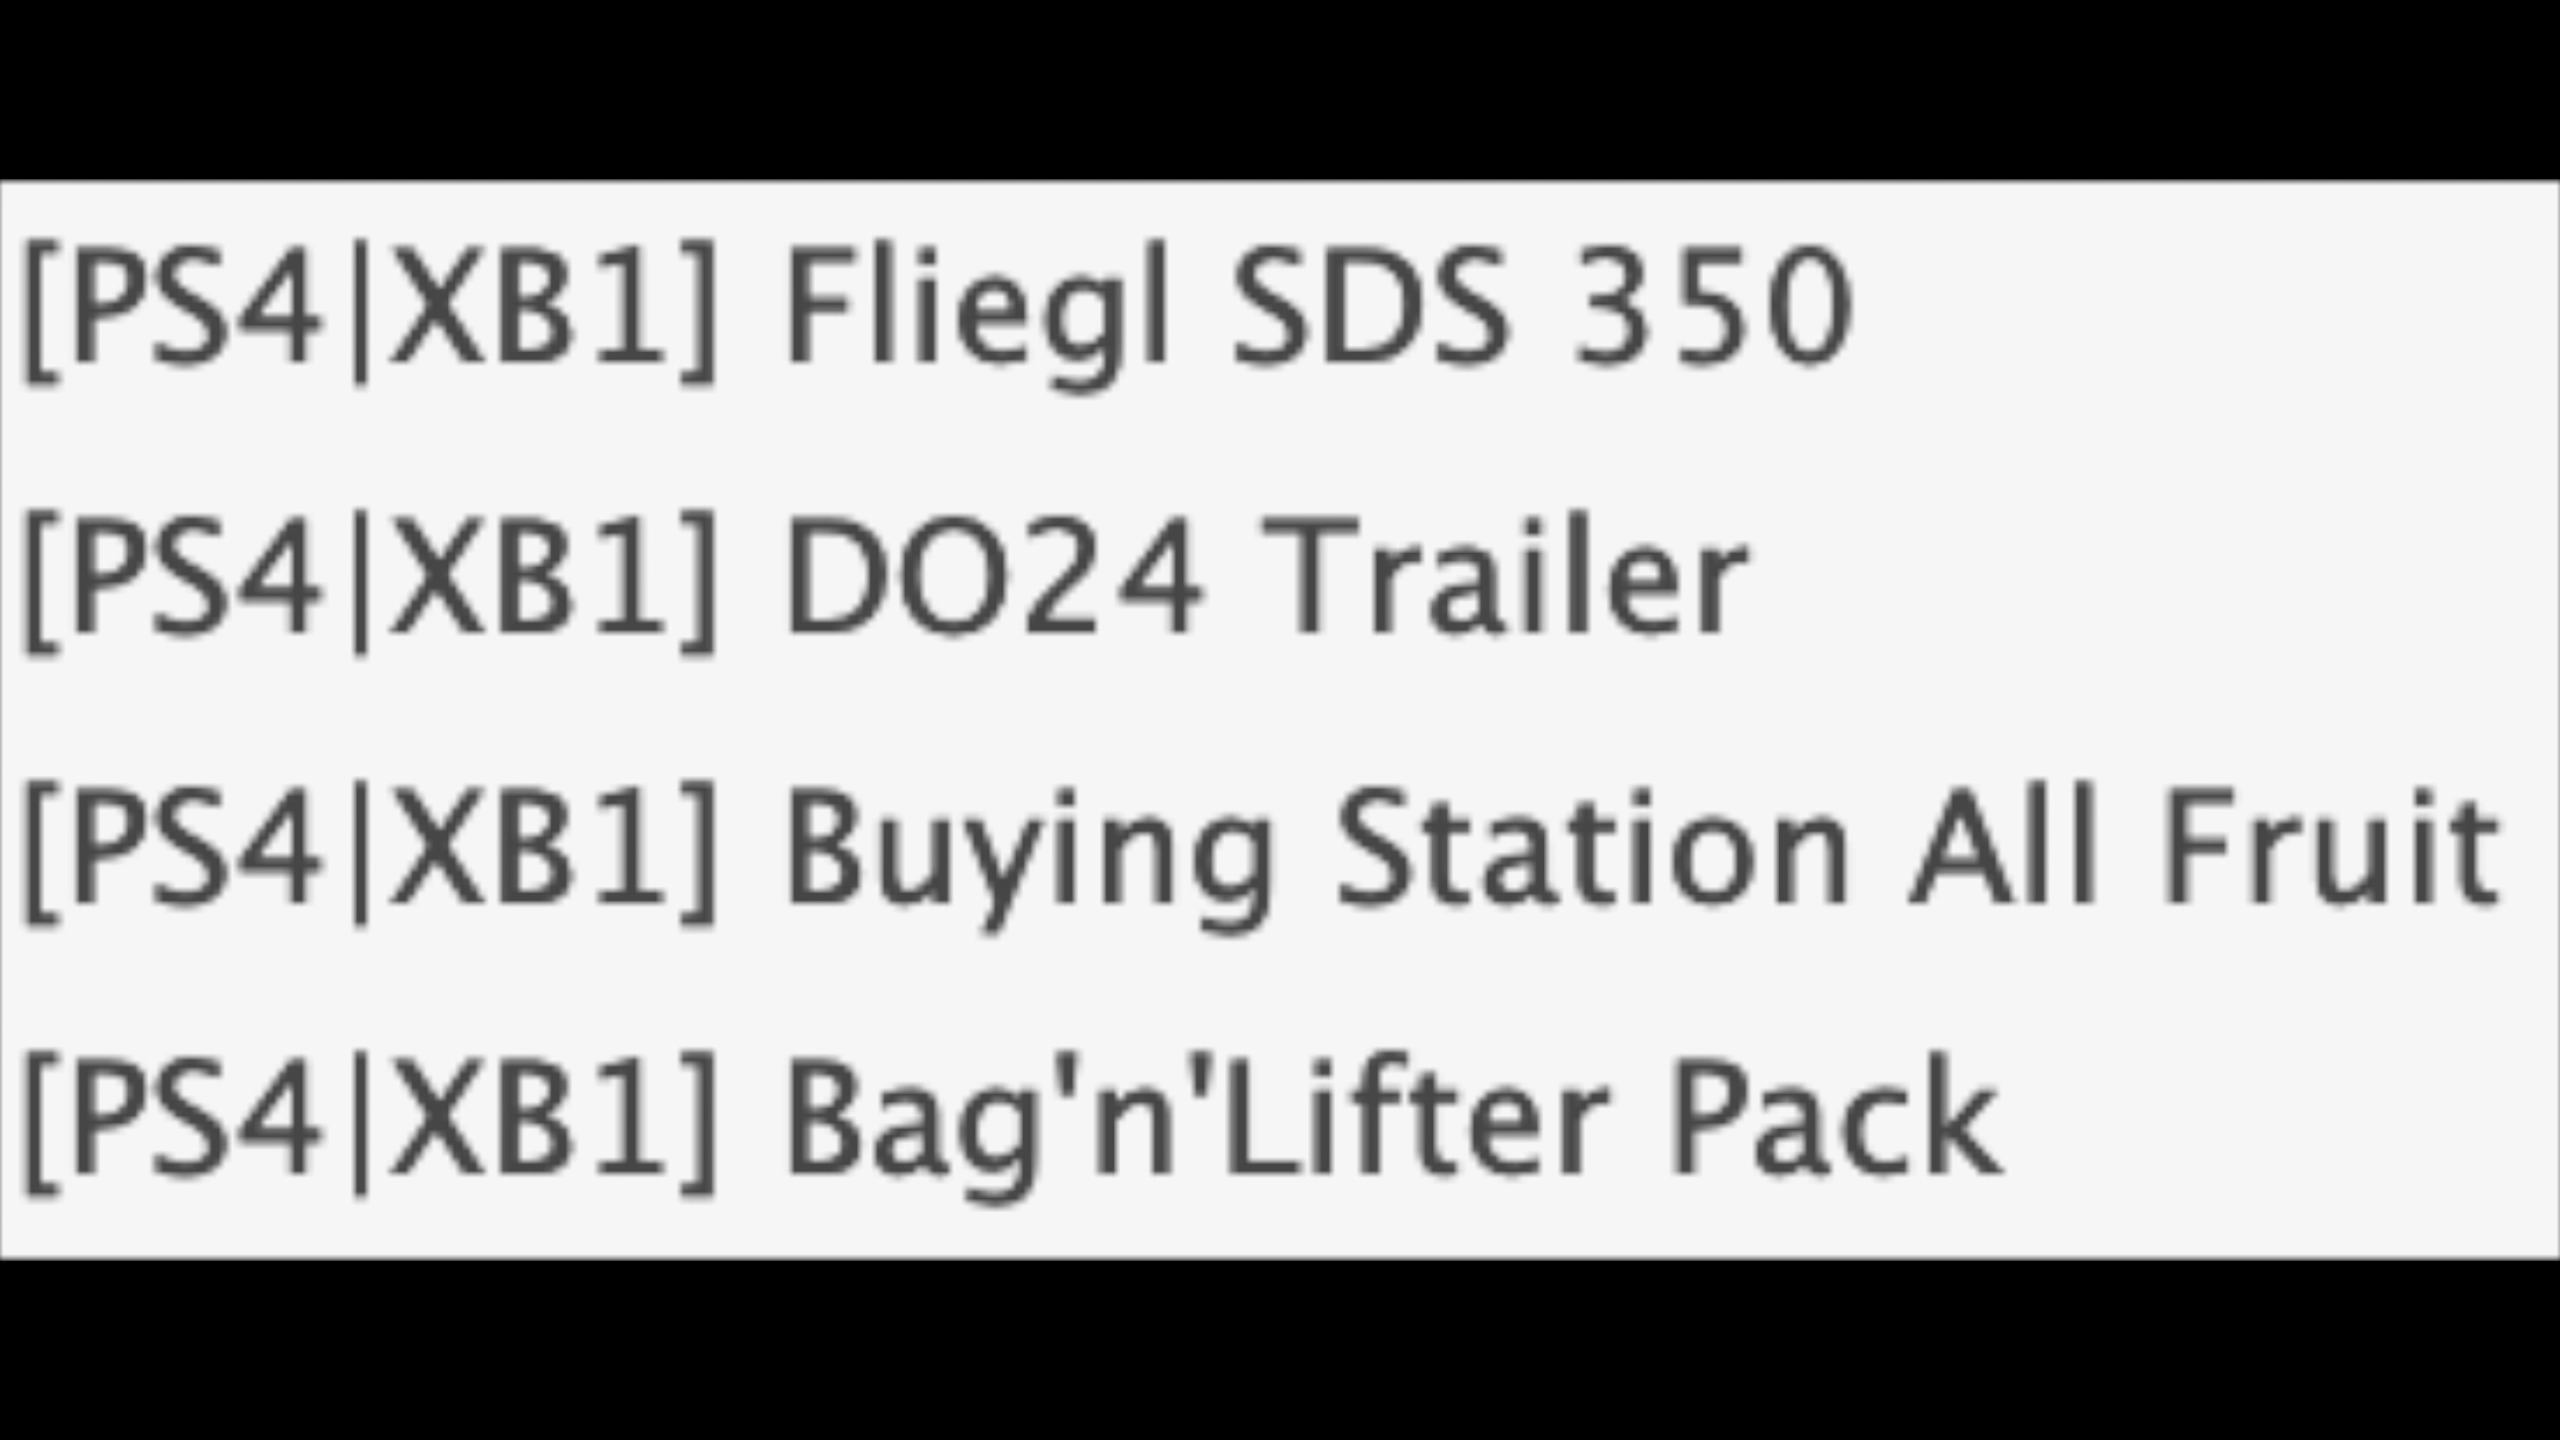 [PS4|XB1] Fliegl SDS 350
[PS4|XB1] DO24 Trailer
[PS4|XB1] Buying Station All Fruit
[PS4|XB1] Bag'n'Lifter Pack